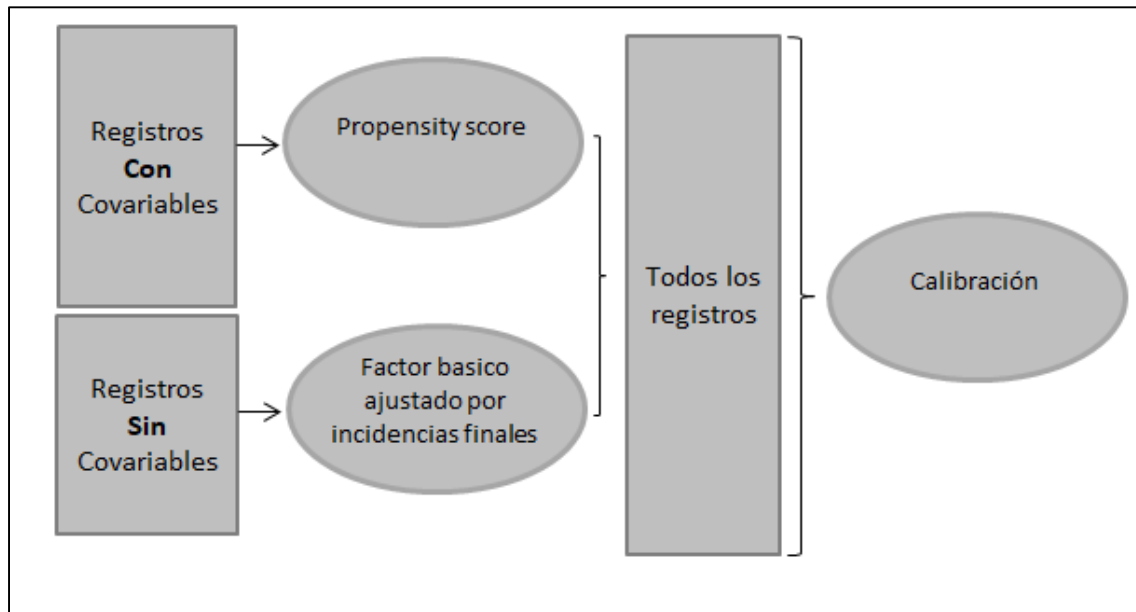 Registros
Con
Covariables
Propensity score
Registros
Sin
Covariables
Factor basico
ajustado por
incidencias finales
Todos los
registros
Calibración